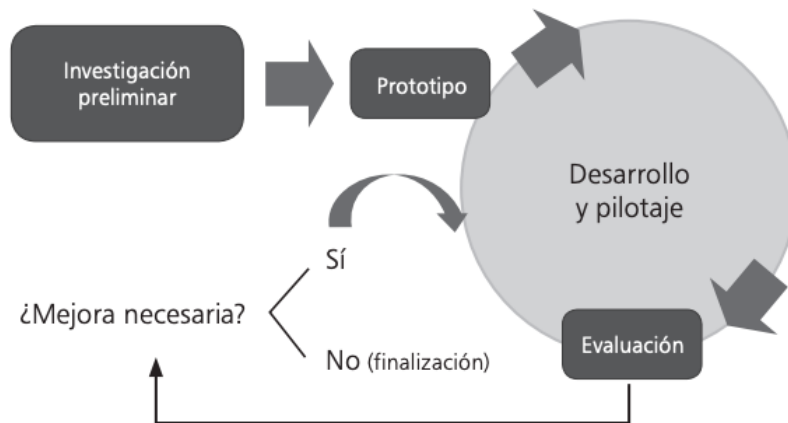 Investigación
preliminar
Prototipo
Desarrollo
y pilotaje
Sí
¿Mejora necesaria?
No (finalización)
Evaluación